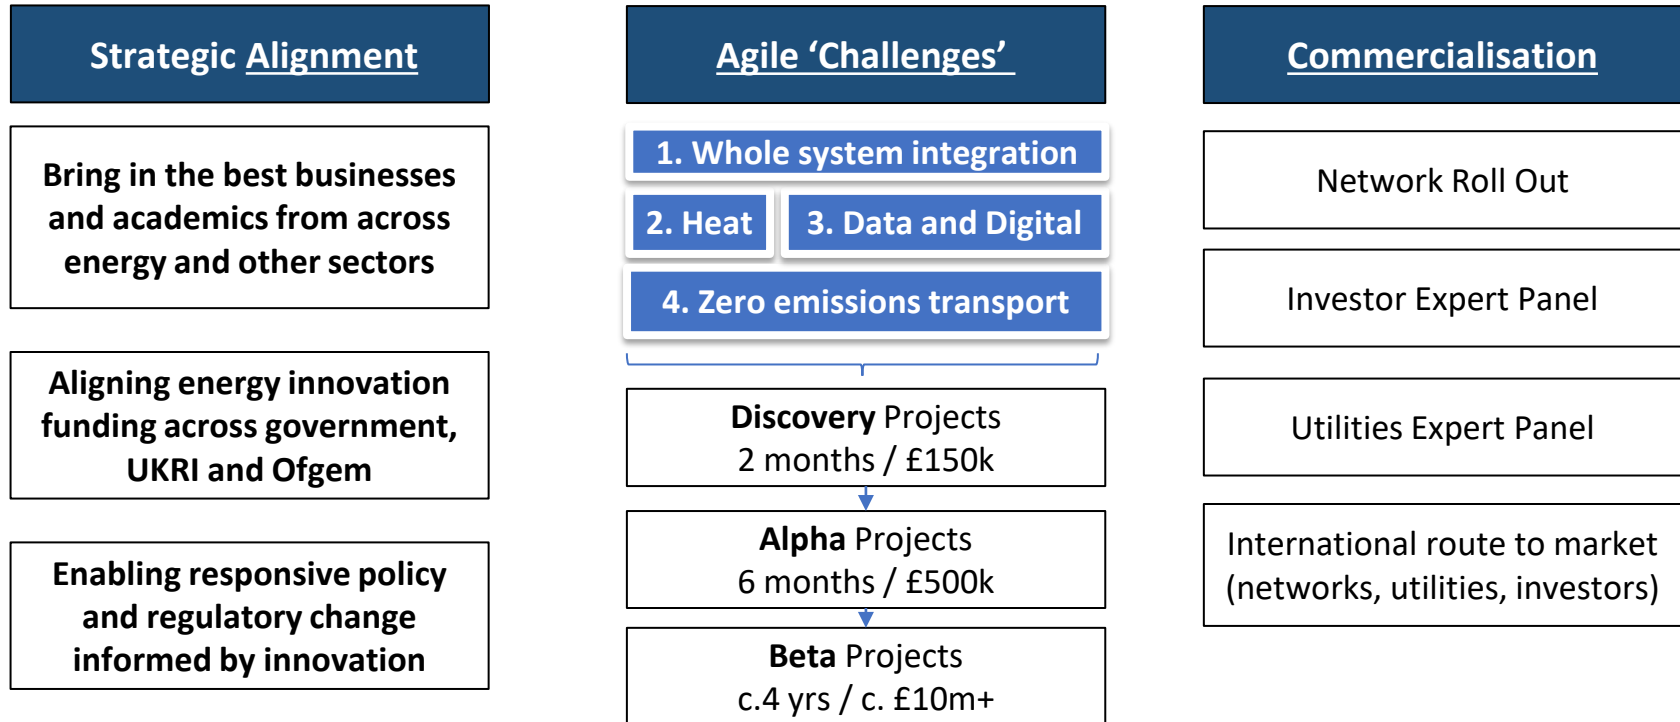 Strategic Alignment
Bring in the best businesses
and academics from across
energy and other sectors
Aligning energy innovation
funding across government,
UKRI and Ofgem
Enabling responsive policy
and regulatory change
informed by innovation
Agile ‘Challenges’
1. Whole system integration
2. Heat
3. Data and Digital
4. Zero emissions transport
Discovery Projects
2 months / £150k
Alpha Projects
6 months / £500k
Beta Projects
c.4 yrs / c. £10m+
Commercialisation
Network Roll Out
Investor Expert Panel
Utilities Expert Panel
International route to market
(networks, utilities, investors)